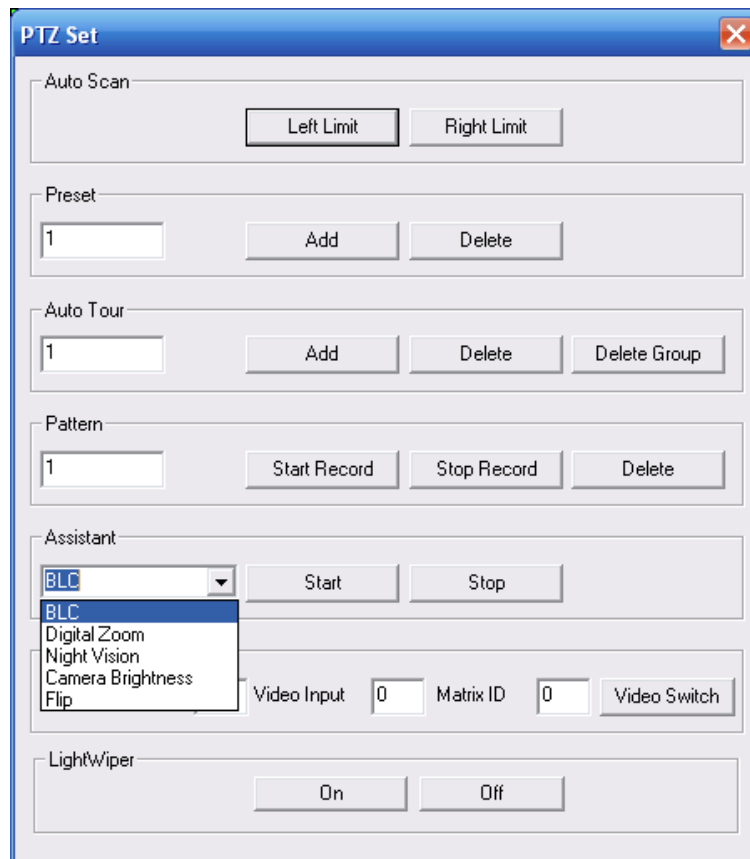 PTZ Set
Auto Scan
Left Limit Right Limit
Preset
1 Add Delete
Auto Tour
1 Add Delete Delete Group
Pattern
1 Start Record Stop Record Delete
Assistant
BLC Start Stop
BLC
Digital Zoom
Night Vision
Camera Brightness
Flip
Video Input 0 Matrix ID 0 Video Switch
LightWiper
On Off